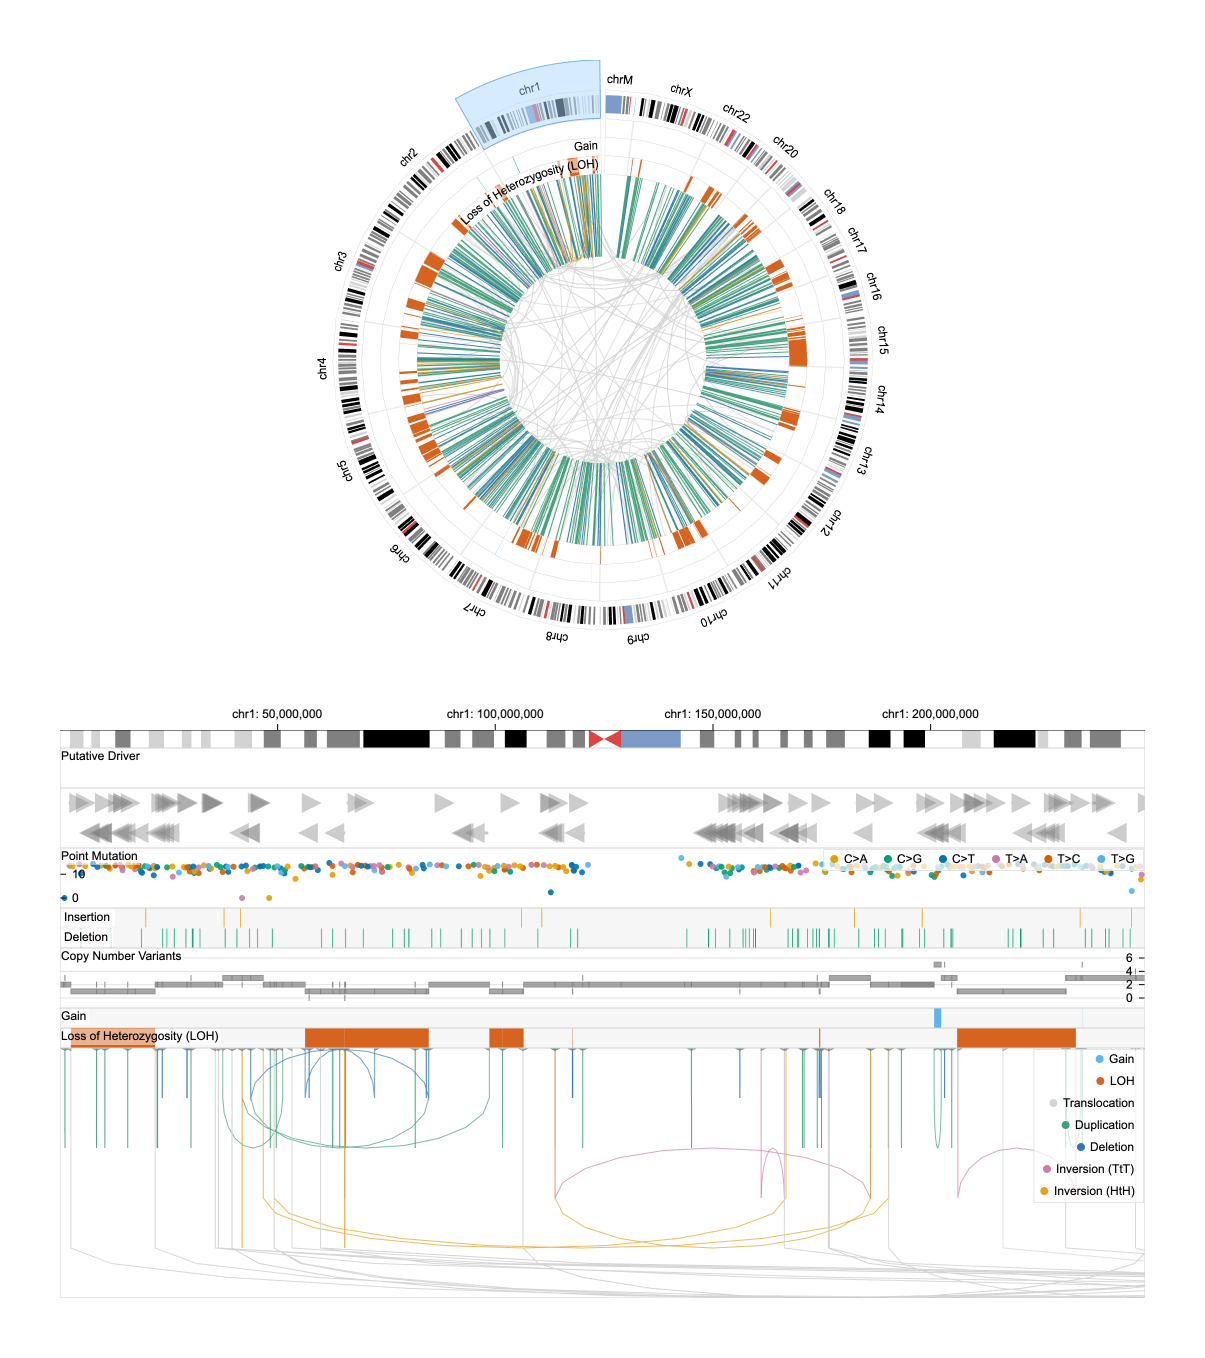 chrM
chrX
chr22
chr20
chr18
chr17
chr16
chr15
chr14
chr13
chr12
chr11
chr10
chr9
chr8
chr7
chr6
chr5
chr4
chr3
chr2
chr1
Gain
Loss of Heterozygosity (LOH)
chr1: 50,000,000
chr1: 100,000,000
chr1: 150,000,000
chr1: 200,000,000
Putative Driver
Point Mutation
C>A C>G C>T T>A T>C T>G
10
0
Insertion
Deletion
Copy Number Variants
6
4
2
0
Gain
Loss of Heterozygosity (LOH)
Gain
LOH
Translocation
Duplication
Deletion
Inversion (TtT)
Inversion (HtH)